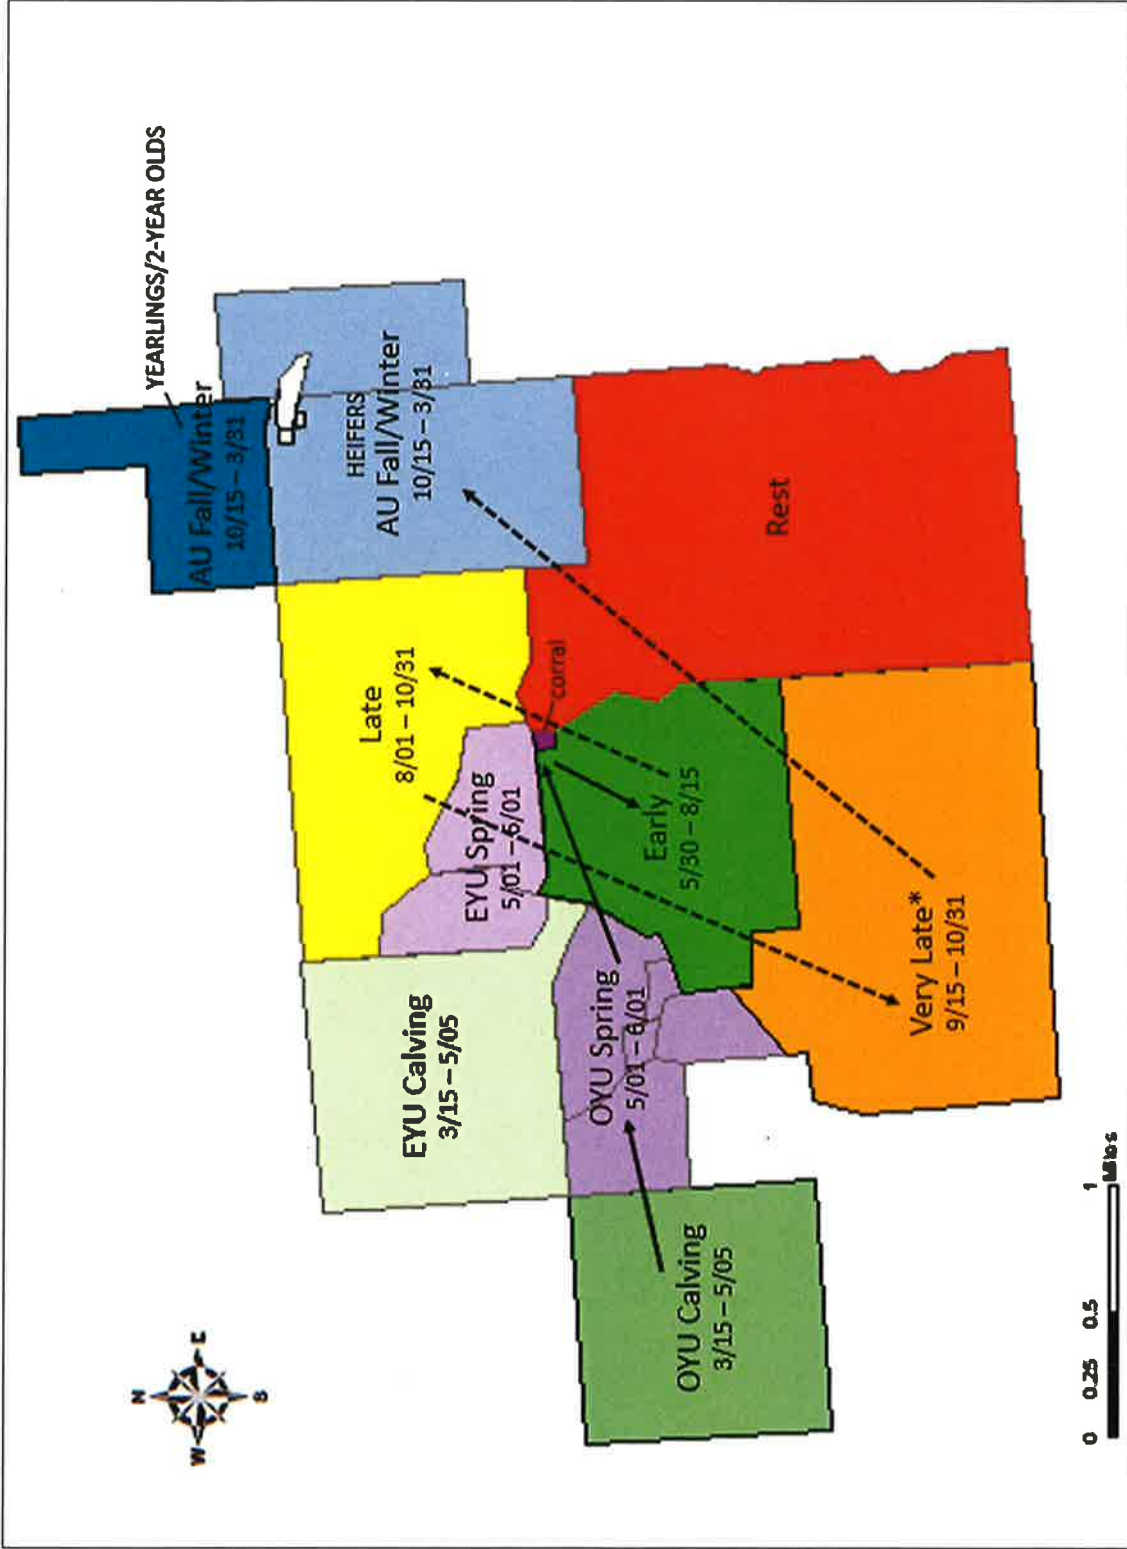 YEARLINGS/2-YEAR OLDS
AU Fall/Winter
10/15 – 3/31
HEIFERS
AU Fall/Winter
10/15 – 3/31
Late
8/01 – 10/31
EYU Spring
5/01 – 6/01
corral
Rest
EYU Calving
3/15 – 5/05
Early
5/30 – 8/15
OYU Spring
5/01 – 6/01
Very Late*
9/15 – 10/31
OYU Calving
3/15 – 5/05
N
W
E
S
0 0.25 0.5 1
Miles